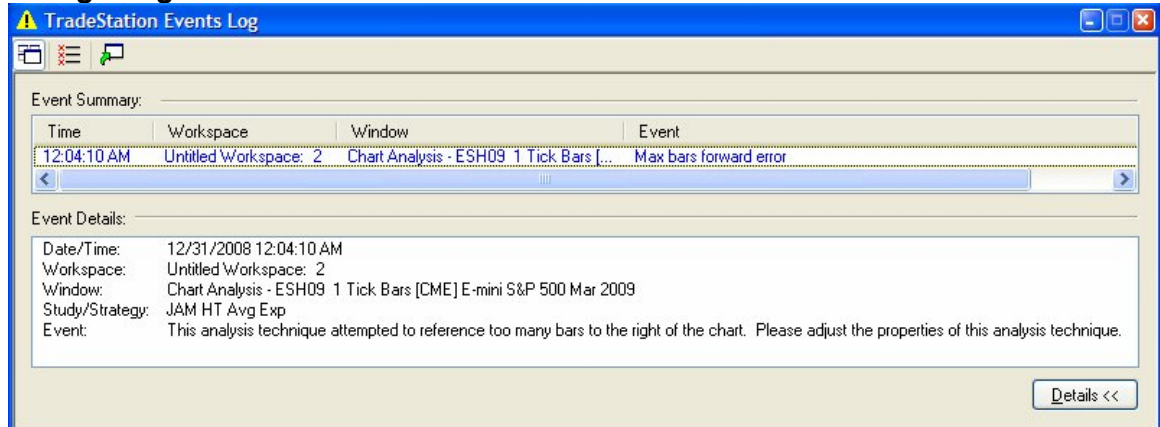 TradeStation Events Log
Event Summary:
Time Workspace Window Event
12:04:10 AM Untitled Workspace: 2 Chart Analysis - ESH09 1 Tick Bars [... Max bars forward error
Event Details:
Date/Time: 12/31/2008 12:04:10 AM
Workspace: Untitled Workspace: 2
Window: Chart Analysis - ESH09 1 Tick Bars [CME] E-mini S&P 500 Mar 2009
Study/Strategy: JAM HT Avg Exp
Event: This analysis technique attempted to reference too many bars to the right of the chart. Please adjust the properties of this analysis technique.
Details <<